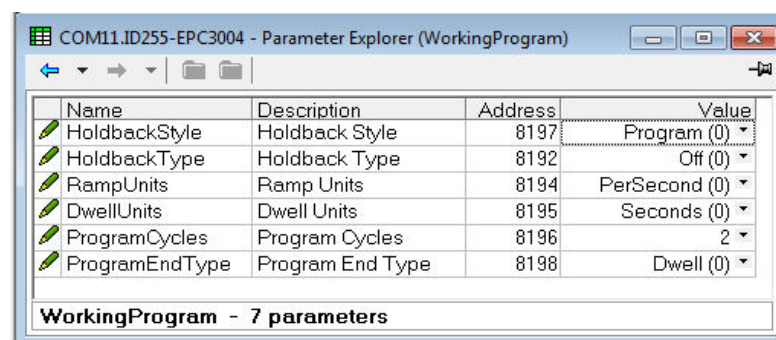 COM11.ID255-EPC3004 - Parameter Explorer (WorkingProgram)
Name Description Address Value
HoldbackStyle Holdback Style 8197 Program (0)
HoldbackType Holdback Type 8192 Off (0)
RampUnits Ramp Units 8194 PerSecond (0)
DwellUnits Dwell Units 8195 Seconds (0)
ProgramCycles Program Cycles 8196 2
ProgramEndType Program End Type 8198 Dwell (0)
WorkingProgram - 7 parameters